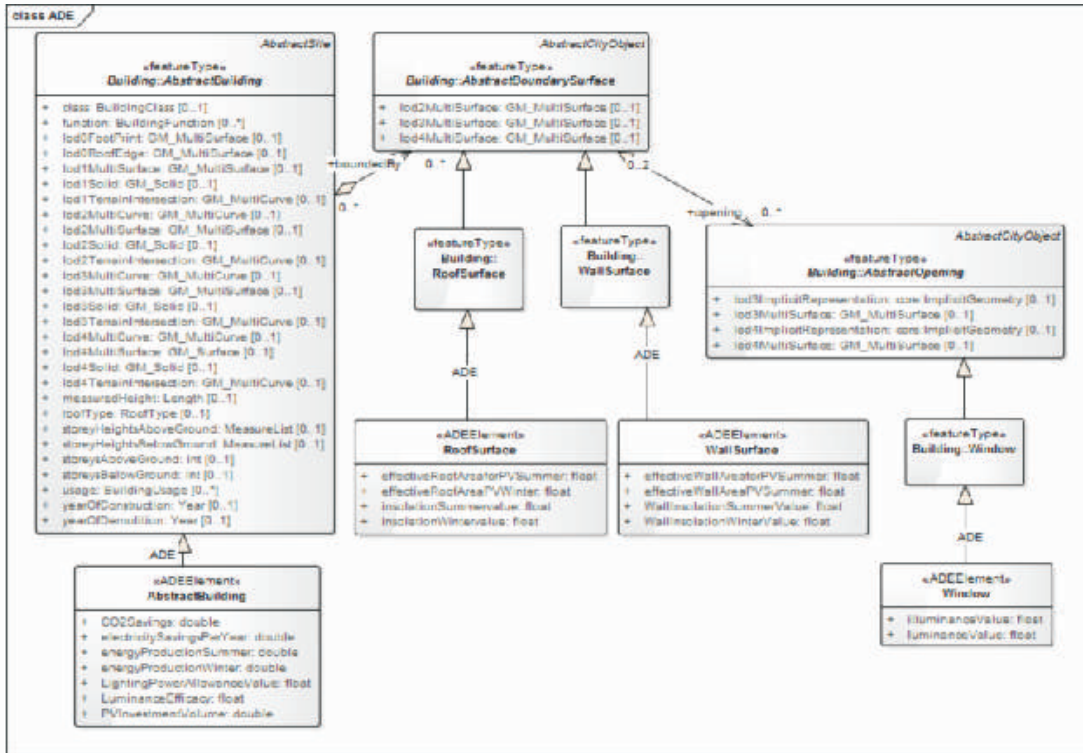 class ADE
AbstractSite
«featureType»
Building::AbstractBuilding
+ class: BuildingClass [0..1]
+ function: BuildingFunction [0..*]
+ lod0FootPrint: GM_MultiSurface [0..1]
+ lod0RoofEdge: GM_MultiSurface [0..1]
+ lod1MultiSurface: GM_MultiSurface [0..1]
+ lod1Solid: GM_Solid [0..1]
+ lod1TerrainIntersection: GM_MultiCurve [0..1]
+ lod2MultiCurve: GM_MultiCurve [0..1]
+ lod2MultiSurface: GM_MultiSurface [0..1]
+ lod2Solid: GM_Solid [0..1]
+ lod2TerrainIntersection: GM_MultiCurve [0..1]
+ lod3MultiCurve: GM_MultiCurve [0..1]
+ lod3MultiSurface: GM_MultiSurface [0..1]
+ lod3Solid: GM_Solid [0..1]
+ lod3TerrainIntersection: GM_MultiCurve [0..1]
+ lod4MultiCurve: GM_MultiCurve [0..1]
+ lod4MultiSurface: GM_Surface [0..1]
+ lod4Solid: GM_Solid [0..1]
+ lod4TerrainIntersection: GM_MultiCurve [0..1]
+ measuredHeight: Length [0..1]
+ roofType: RoofType [0..1]
+ storeyHeightsAboveGround: MeasureList [0..1]
+ storeyHeightsBelowGround: MeasureList [0..1]
+ storeysAboveGround: int [0..1]
+ storeysBelowGround: int [0..1]
+ usage: BuildingUsage [0..*]
+ yearOfConstruction: Year [0..1]
+ yearOfDemolition: Year [0..1]
ADE
«ADEElement»
AbstractBuilding
+ CO2Savings: double
+ electricitySavingsPerYear: double
+ energyProductionSummer: double
+ energyProductionWinter: double
+ LightingPowerAllowanceValue: float
+ LuminanceEfficacy: float
+ PVInvestmentVolume: double
AbstractCityObject
«featureType»
Building::AbstractBoundarySurface
+ lod2MultiSurface: GM_MultiSurface [0..1]
+ lod3MultiSurface: GM_MultiSurface [0..1]
+ lod4MultiSurface: GM_MultiSurface [0..1]
+boundedBy
0..*
0..*
0..2
+opening
0..*
«featureType»
Building::
RoofSurface
«featureType»
Building::
WallSurface
AbstractCityObject
«featureType»
Building::AbstractOpening
+ lod3ImplicitRepresentation: core:ImplicitGeometry [0..1]
+ lod3MultiSurface: GM_MultiSurface [0..1]
+ lod4ImplicitRepresentation: core:ImplicitGeometry [0..1]
+ lod4MultiSurface: GM_MultiSurface [0..1]
ADE
ADE
«ADEElement»
RoofSurface
+ effectiveRoofAreaforPVSummer: float
+ effectiveRoofAreaPVWinter: float
+ insolationSummervalue: float
+ insolationWintervalue: float
«ADEElement»
WallSurface
+ effectiveWallAreaforPVSummer: float
+ effectiveWallAreaPVSummer: float
+ WallInsolationSummerValue: float
+ WallInsolationWinterValue: float
«featureType»
Building::Window
ADE
«ADEElement»
Window
+ illuminanceValue: float
+ luminanceValue: float